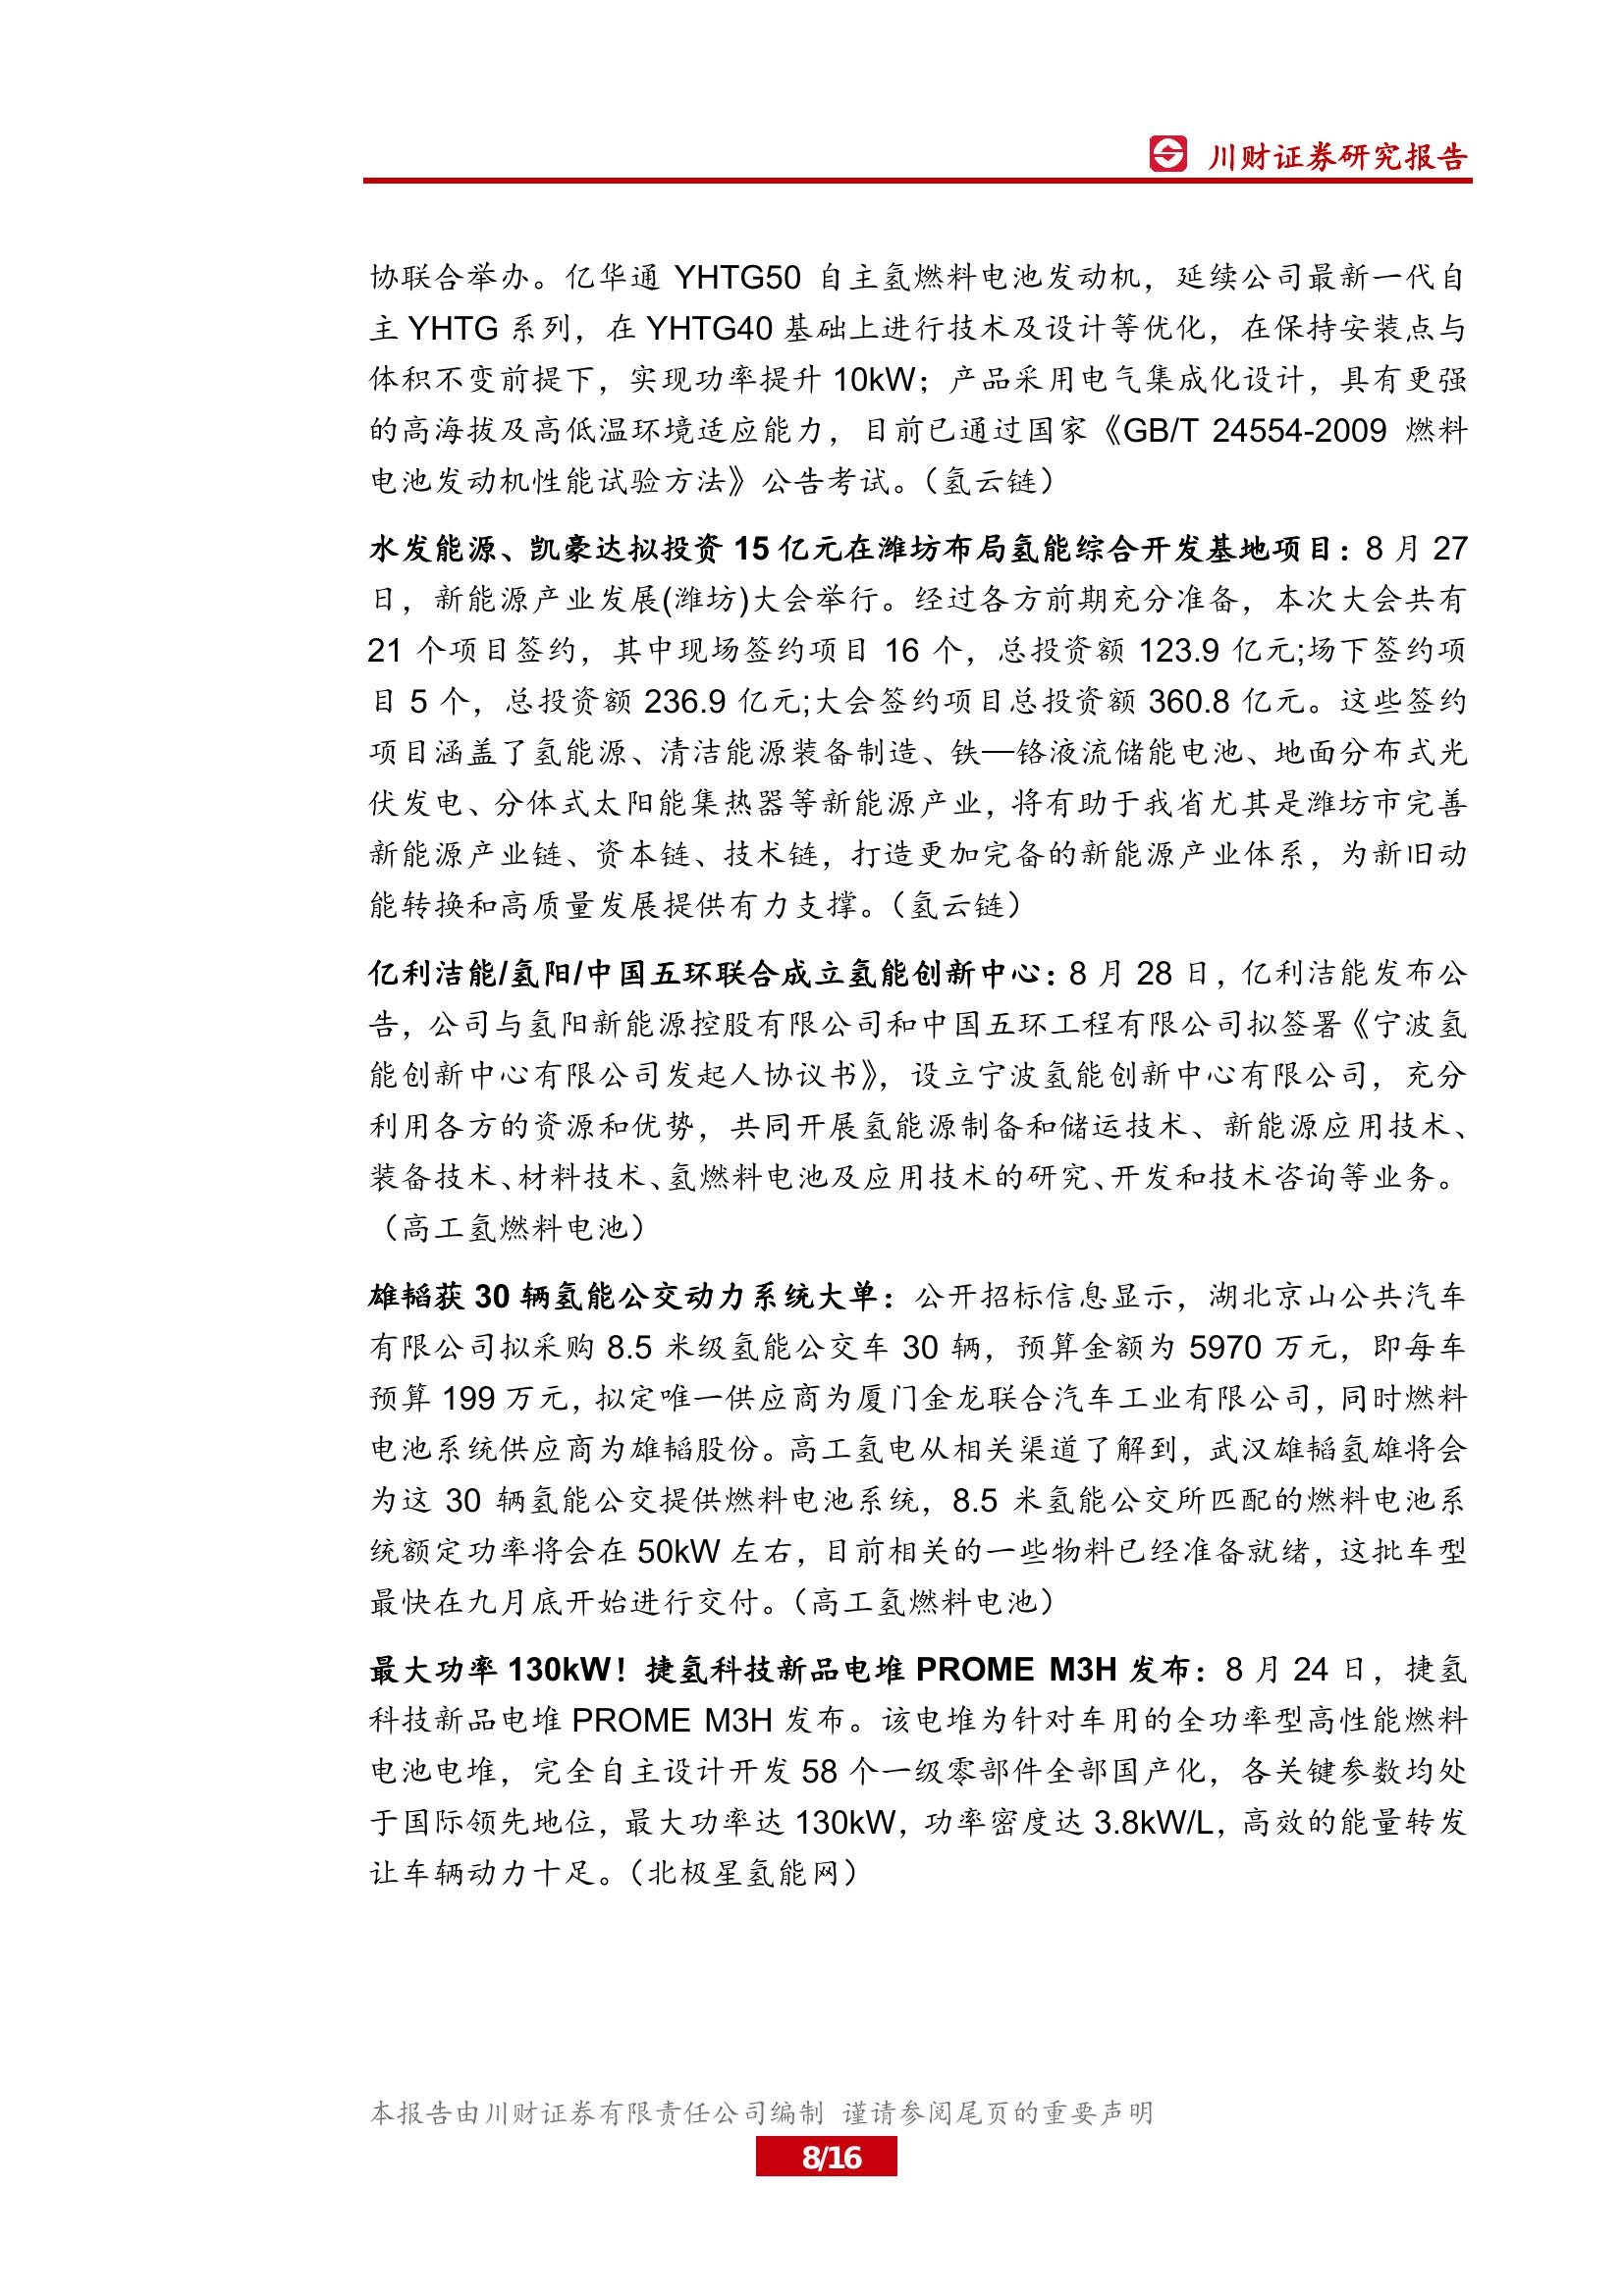 川财证券研究报告
协联合举办。亿华通 YHTG50 自主氢燃料电池发动机，延续公司最新一代自
主 YHTG 系列，在 YHTG40 基础上进行技术及设计等优化，在保持安装点与
体积不变前提下，实现功率提升 10kW；产品采用电气集成化设计，具有更强
的高海拔及高低温环境适应能力，目前已通过国家《GB/T 24554-2009 燃料
电池发动机性能试验方法》公告考试。（氢云链）
水发能源、凯豪达拟投资 15 亿元在潍坊布局氢能综合开发基地项目：8 月 27
日，新能源产业发展(潍坊)大会举行。经过各方前期充分准备，本次大会共有
21 个项目签约，其中现场签约项目 16 个，总投资额 123.9 亿元;场下签约项
目 5 个，总投资额 236.9 亿元;大会签约项目总投资额 360.8 亿元。这些签约
项目涵盖了氢能源、清洁能源装备制造、铁—铬液流储能电池、地面分布式光
伏发电、分体式太阳能集热器等新能源产业，将有助于我省尤其是潍坊市完善
新能源产业链、资本链、技术链，打造更加完备的新能源产业体系，为新旧动
能转换和高质量发展提供有力支撑。（氢云链）
亿利洁能/氢阳/中国五环联合成立氢能创新中心：8 月 28 日，亿利洁能发布公
告，公司与氢阳新能源控股有限公司和中国五环工程有限公司拟签署《宁波氢
能创新中心有限公司发起人协议书》，设立宁波氢能创新中心有限公司，充分
利用各方的资源和优势，共同开展氢能源制备和储运技术、新能源应用技术、
装备技术、材料技术、氢燃料电池及应用技术的研究、开发和技术咨询等业务。
（高工氢燃料电池）
雄韬获 30 辆氢能公交动力系统大单：公开招标信息显示，湖北京山公共汽车
有限公司拟采购 8.5 米级氢能公交车 30 辆，预算金额为 5970 万元，即每车
预算 199 万元，拟定唯一供应商为厦门金龙联合汽车工业有限公司，同时燃料
电池系统供应商为雄韬股份。高工氢电从相关渠道了解到，武汉雄韬氢雄将会
为这 30 辆氢能公交提供燃料电池系统，8.5 米氢能公交所匹配的燃料电池系
统额定功率将会在 50kW 左右，目前相关的一些物料已经准备就绪，这批车型
最快在九月底开始进行交付。（高工氢燃料电池）
最大功率 130kW！捷氢科技新品电堆 PROME M3H 发布：8 月 24 日，捷氢
科技新品电堆 PROME M3H 发布。该电堆为针对车用的全功率型高性能燃料
电池电堆，完全自主设计开发 58 个一级零部件全部国产化，各关键参数均处
于国际领先地位，最大功率达 130kW，功率密度达 3.8kW/L，高效的能量转发
让车辆动力十足。（北极星氢能网）
本报告由川财证券有限责任公司编制 谨请参阅尾页的重要声明
8/16